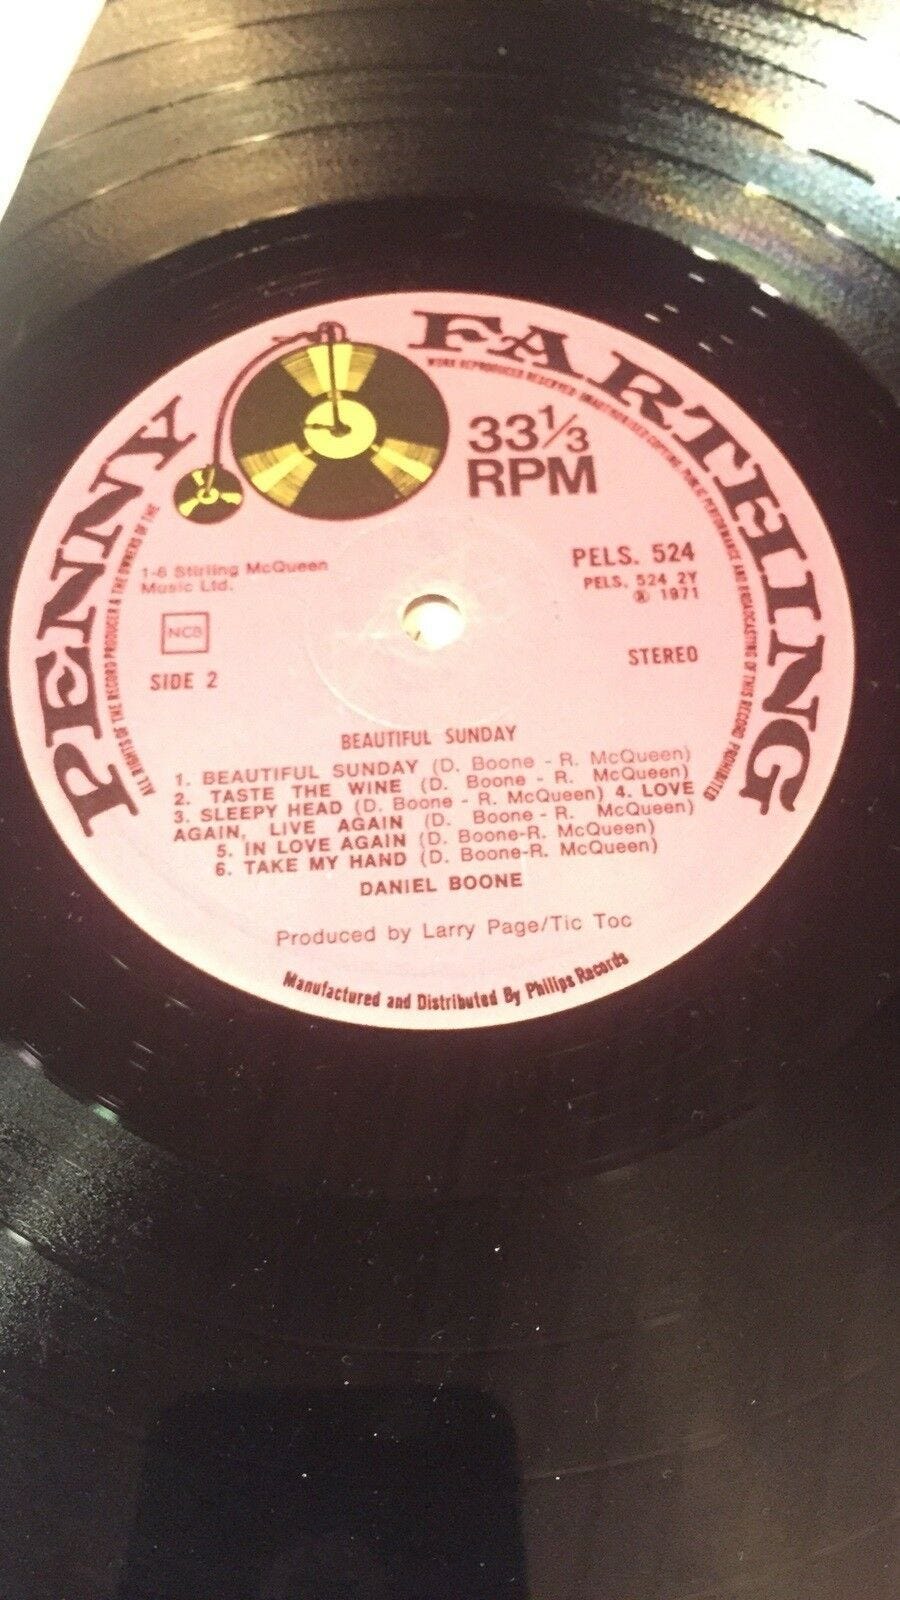 PENNY FARTHING
WORK REPRODUCED RESERVED. UNAUTHORISED COPYING, PUBLIC PERFORMANCE AND BROADCASTING OF THIS RECORD PROHIBITED
ALL RIGHTS OF THE RECORD PRODUCER & THE OWNERS OF THE
33 1/3
RPM
1-6 Stirling McQueen
Music Ltd.
PELS. 524
PELS. 524 2Y
Ⓡ 1971
NCB
SIDE 2
STEREO
BEAUTIFUL SUNDAY
1. BEAUTIFUL SUNDAY (D. Boone - R. McQueen)
2. TASTE THE WINE (D. Boone - R. McQueen)
3. SLEEPY HEAD (D. Boone - R. McQueen) 4. LOVE
AGAIN, LIVE AGAIN (D. Boone - R. McQueen)
5. IN LOVE AGAIN (D. Boone-R. McQueen)
6. TAKE MY HAND (D. Boone-R. McQueen)
DANIEL BOONE
Produced by Larry Page/Tic Toc
Manufactured and Distributed By Philips Records